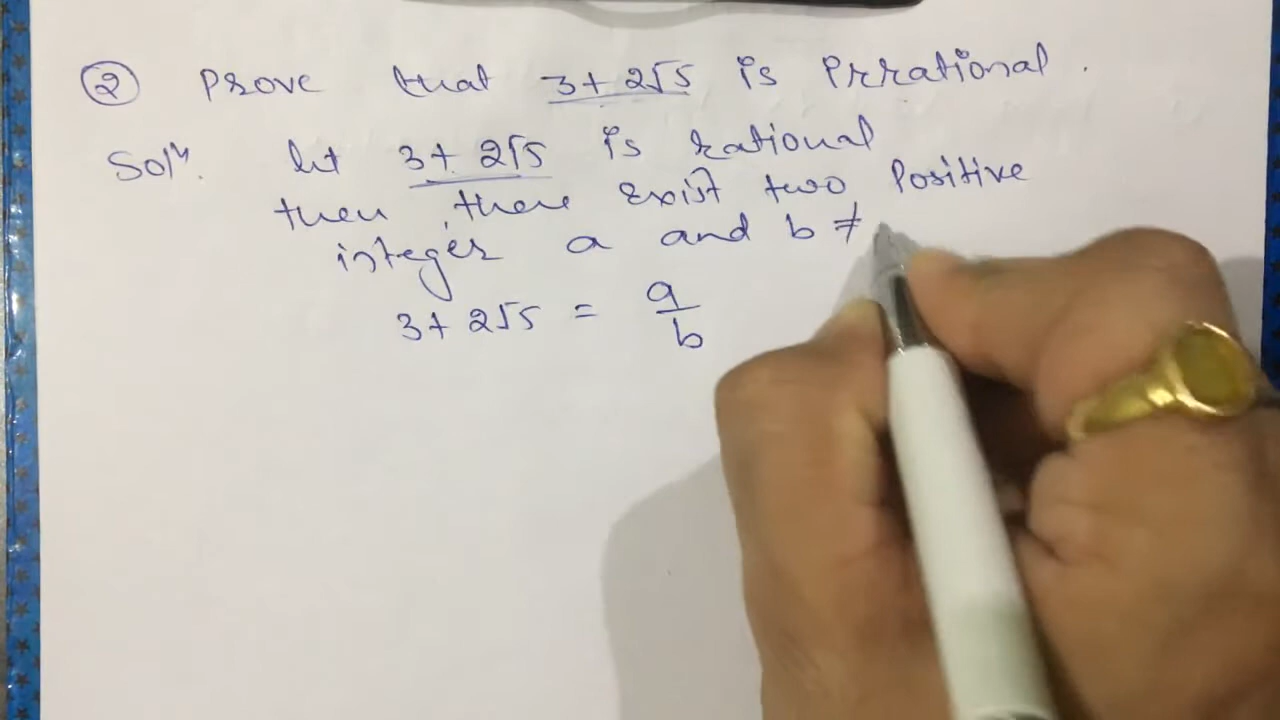 ② Prove that 3+2√5 is Irrational.
Solⁿ. let 3+2√5 is rational
then, there exist two Positive
integer a and b ≠
3+2√5 = a/b